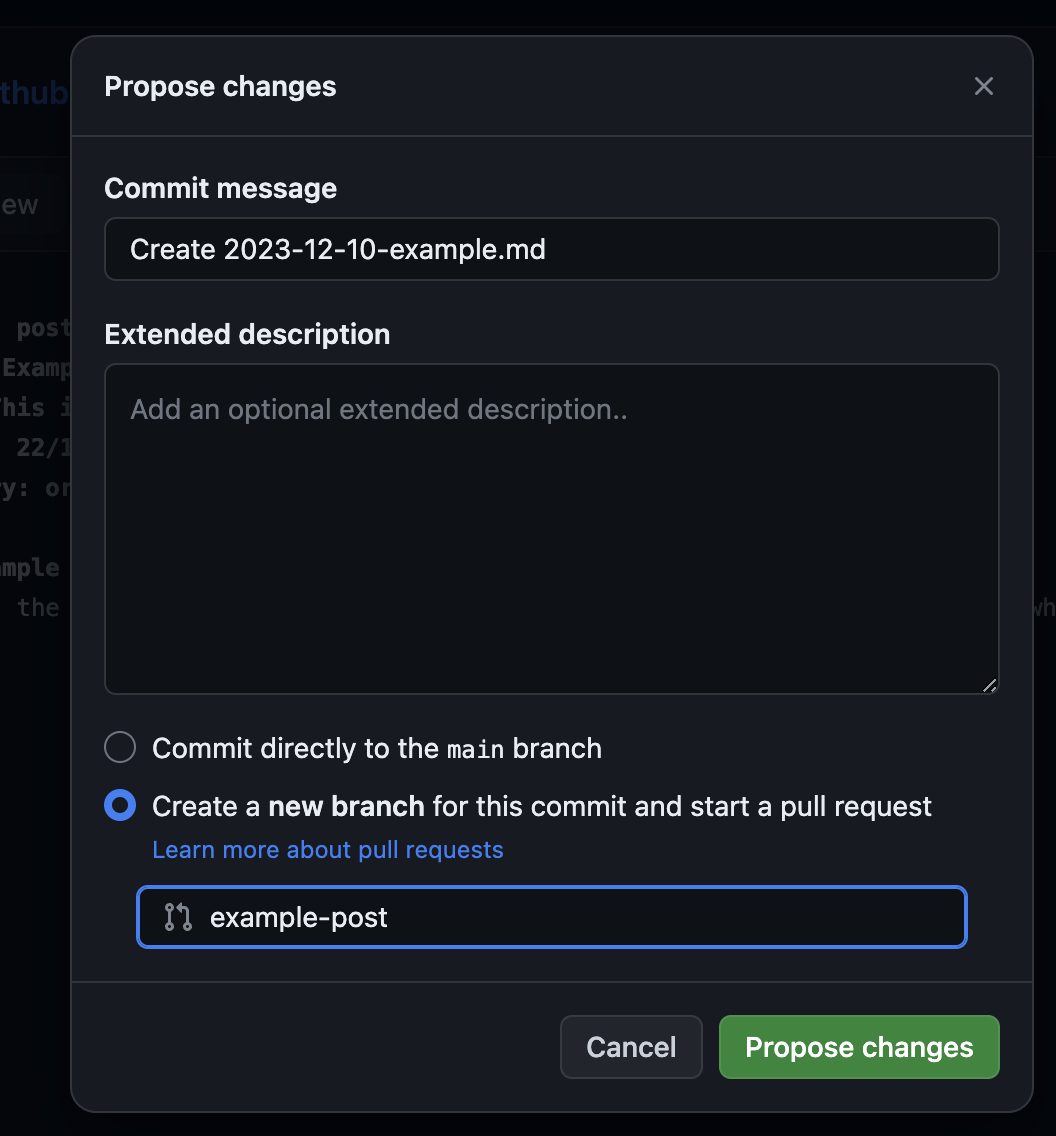 Propose changes
thub
Commit message
ew
Create 2023-12-10-example.md
post
Extended description
Examp
his i
Add an optional extended description..
22/1
y: or
mple
the
wh
Commit directly to the main branch
Create a new branch for this commit and start a pull request
Learn more about pull requests
example-post
Cancel
Propose changes